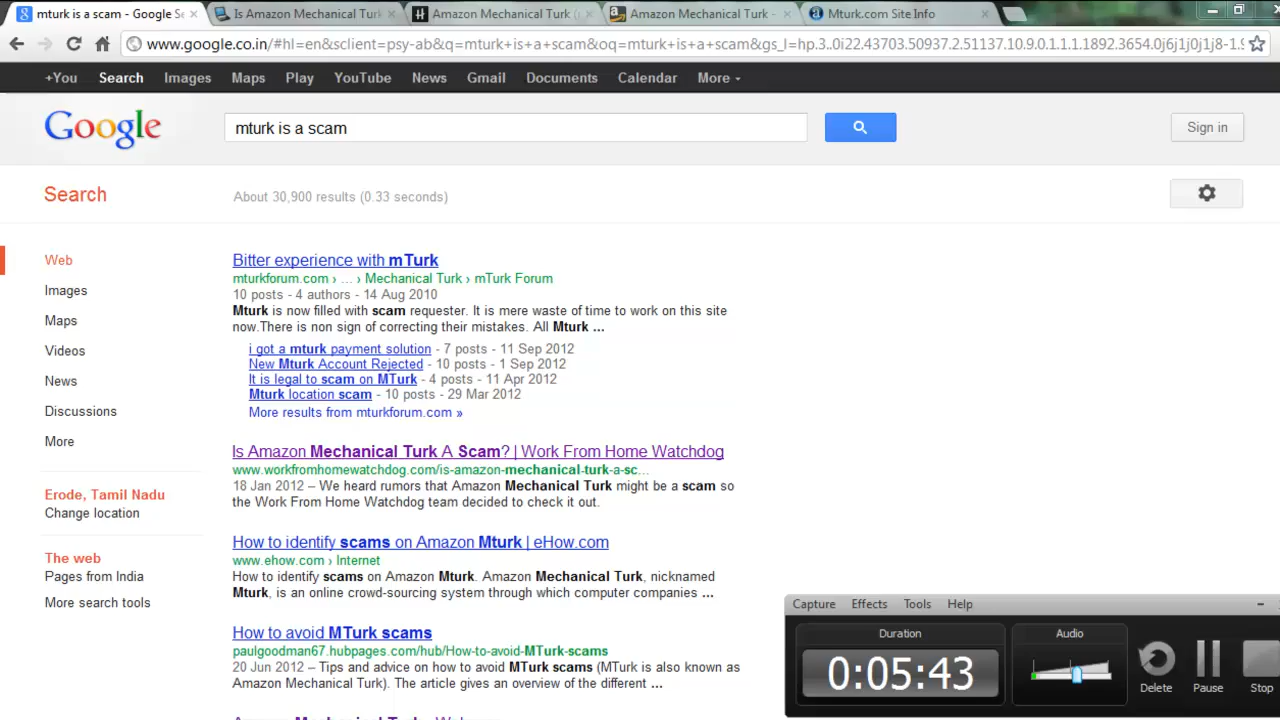 mturk is a scam - Google Se
Is Amazon Mechanical Turk
Amazon Mechanical Turk (
Amazon Mechanical Turk -
Mturk.com Site Info
www.google.co.in/#hl=en&sclient=psy-ab&q=mturk+is+a+scam&oq=mturk+is+a+scam&gs_l=hp.3..0i22.43703.50937.2.51137.10.9.0.1.1.1.1892.3654.0j6j1j0j1j8-1.9
+You Search Images Maps Play YouTube News Gmail Documents Calendar More
Google
mturk is a scam
Sign in
Search
About 30,900 results (0.33 seconds)
Web
Images
Maps
Videos
News
Discussions
More
Erode, Tamil Nadu
Change location
The web
Pages from India
More search tools
Bitter experience with mTurk
mturkforum.com › ... › Mechanical Turk › mTurk Forum
10 posts - 4 authors - 14 Aug 2010
Mturk is now filled with scam requester. It is mere waste of time to work on this site
now.There is non sign of correcting their mistakes. All Mturk ...
i got a mturk payment solution - 7 posts - 11 Sep 2012
New Mturk Account Rejected - 10 posts - 1 Sep 2012
It is legal to scam on MTurk - 4 posts - 11 Apr 2012
Mturk location scam - 10 posts - 29 Mar 2012
More results from mturkforum.com »
Is Amazon Mechanical Turk A Scam? | Work From Home Watchdog
www.workfromhomewatchdog.com/is-amazon-mechanical-turk-a-sc...
18 Jan 2012 – We heard rumors that Amazon Mechanical Turk might be a scam so
the Work From Home Watchdog team decided to check it out.
How to identify scams on Amazon Mturk | eHow.com
www.ehow.com › Internet
How to identify scams on Amazon Mturk. Amazon Mechanical Turk, nicknamed
Mturk, is an online crowd-sourcing system through which computer companies ...
How to avoid MTurk scams
paulgoodman67.hubpages.com/hub/How-to-avoid-MTurk-scams
20 Jun 2012 – Tips and advice on how to avoid MTurk scams (MTurk is also known as
Amazon Mechanical Turk). The article gives an overview of the different ...
Amazon Mechanical Turk
Capture Effects Tools Help
Duration
0:05:43
Audio
Delete
Pause
Stop